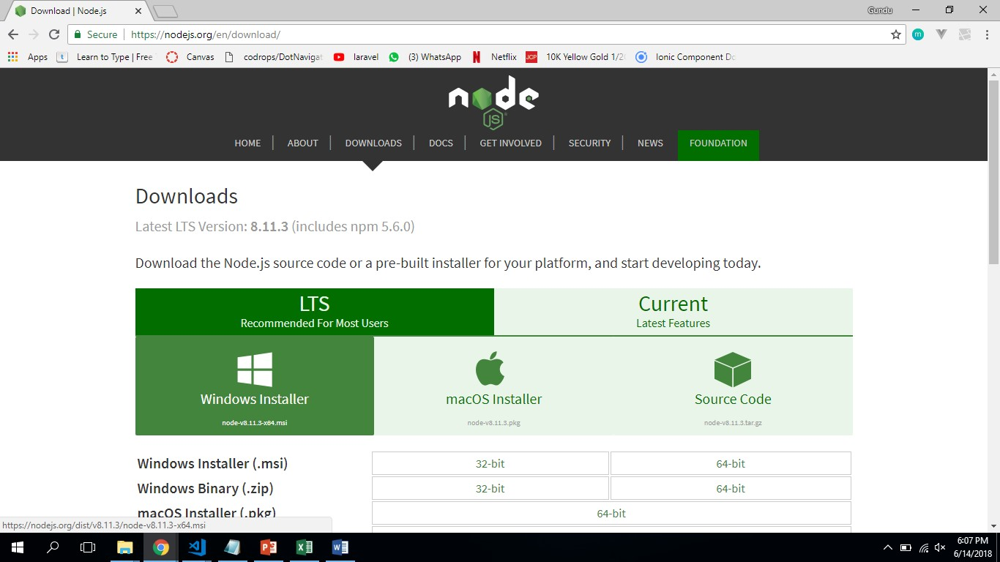 Download | Node.js
Gundu
Secure
https://nodejs.org/en/download/
Apps
Learn to Type | Free
Canvas
codrops/DotNavigat
laravel
(3) WhatsApp
Netflix
JCP
10K Yellow Gold 1/2
Ionic Component Do
node
JS
HOME
ABOUT
DOWNLOADS
DOCS
GET INVOLVED
SECURITY
NEWS
FOUNDATION
Downloads
Latest LTS Version: 8.11.3 (includes npm 5.6.0)
Download the Node.js source code or a pre-built installer for your platform, and start developing today.
LTS
Recommended For Most Users
Current
Latest Features
Windows Installer
node-v8.11.3-x64.msi
macOS Installer
node-v8.11.3.pkg
Source Code
node-v8.11.3.tar.gz
Windows Installer (.msi)
32-bit
64-bit
Windows Binary (.zip)
32-bit
64-bit
macOS Installer (.pkg)
64-bit
https://nodejs.org/dist/v8.11.3/node-v8.11.3-x64.msi
6:07 PM
6/14/2018